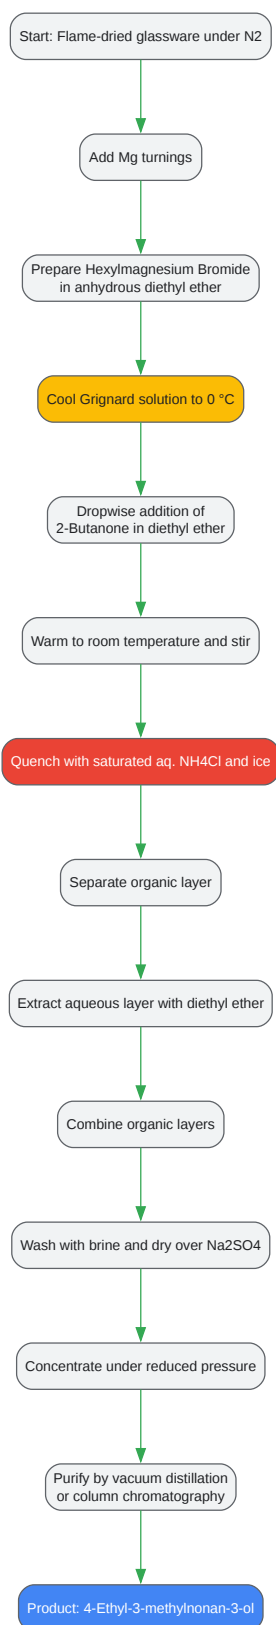 Start: Flame-dried glassware under N2
Add Mg turnings
Prepare Hexylmagnesium Bromide
in anhydrous diethyl ether
Cool Grignard solution to 0 °C
Dropwise addition of
2-Butanone in diethyl ether
Warm to room temperature and stir
Quench with saturated aq. NH4Cl and ice
Separate organic layer
Extract aqueous layer with diethyl ether
Combine organic layers
Wash with brine and dry over Na2SO4
Concentrate under reduced pressure
Purify by vacuum distillation
or column chromatography
Product: 4-Ethyl-3-methylnonan-3-ol